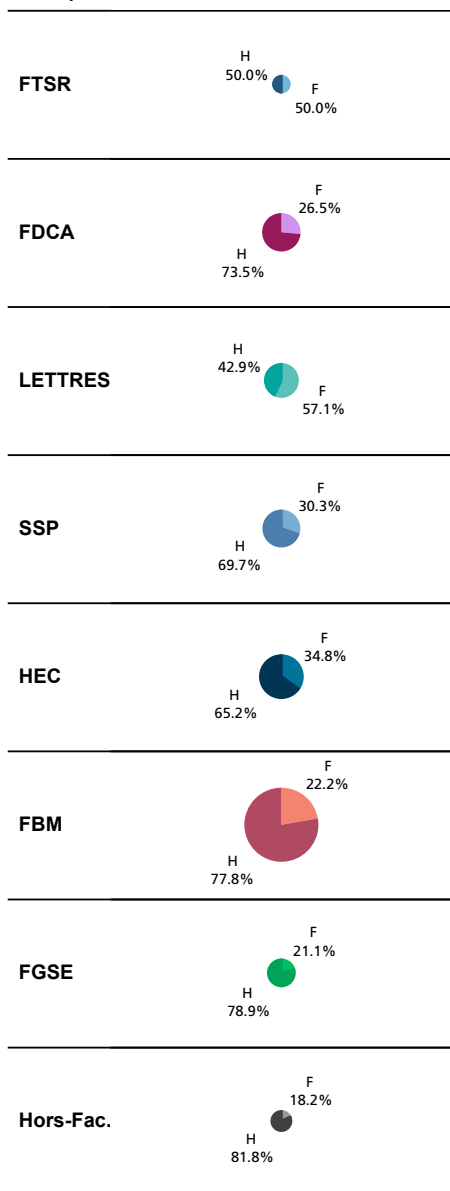 FTSR
H
50.0%
F
50.0%
FDCA
F
26.5%
H
73.5%
LETTRES
H
42.9%
F
57.1%
SSP
F
30.3%
H
69.7%
HEC
F
34.8%
H
65.2%
FBM
F
22.2%
H
77.8%
FGSE
F
21.1%
H
78.9%
Hors-Fac.
F
18.2%
H
81.8%